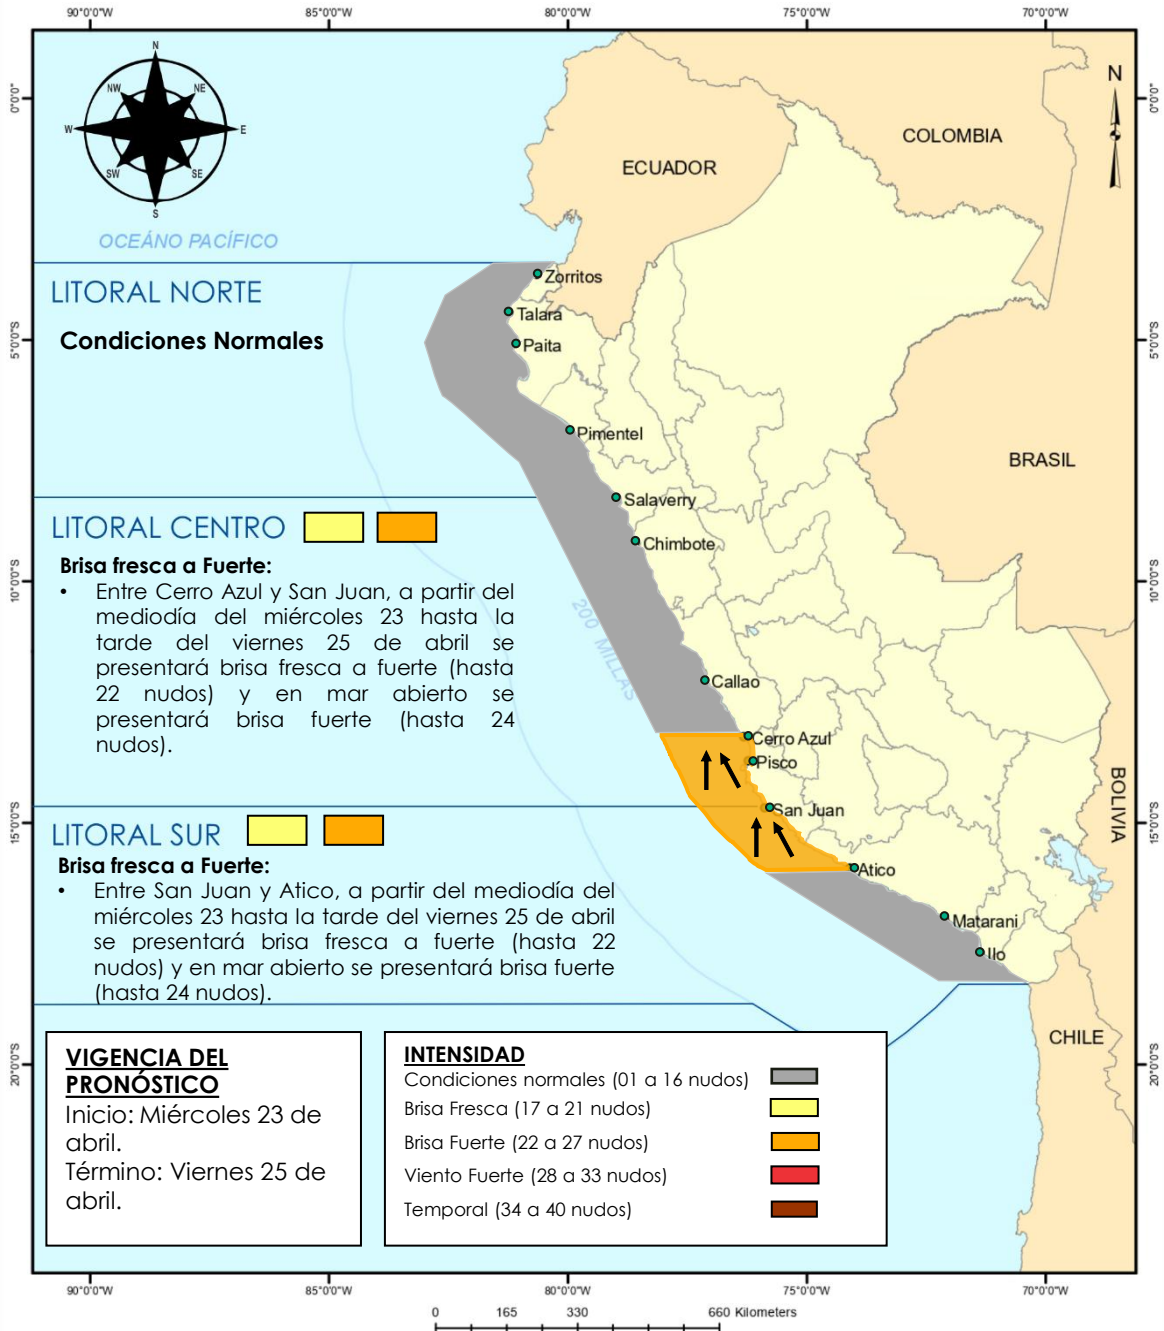 90°0'0"W 85°0'0"W 80°0'0"W 75°0'0"W 70°0'0"W
N
NW NE
W E
SW SE
S
N
0°0'0"
0°0'0"
COLOMBIA
ECUADOR
OCEÁNO PACÍFICO
LITORAL NORTE
Zorritos
Talara
Condiciones Normales
Paita
5°0'0"S
5°0'0"S
Pimentel
BRASIL
Salaverry
LITORAL CENTRO
Chimbote
Brisa fresca a Fuerte:
• Entre Cerro Azul y San Juan, a partir del
mediodía del miércoles 23 hasta la
tarde del viernes 25 de abril se
presentará brisa fresca a fuerte (hasta
22 nudos) y en mar abierto se
presentará brisa fuerte (hasta 24
nudos).
10°0'0"S
10°0'0"S
200 MILLAS
Callao
Cerro Azul
Pisco
BOLIVIA
San Juan
15°0'0"S
15°0'0"S
LITORAL SUR
Brisa fresca a Fuerte:
• Entre San Juan y Atico, a partir del mediodía del
miércoles 23 hasta la tarde del viernes 25 de abril
se presentará brisa fresca a fuerte (hasta 22
nudos) y en mar abierto se presentará brisa fuerte
(hasta 24 nudos).
Atico
Matarani
Ilo
CHILE
20°0'0"S
20°0'0"S
VIGENCIA DEL
PRONÓSTICO
Inicio: Miércoles 23 de
abril.
Término: Viernes 25 de
abril.
INTENSIDAD
Condiciones normales (01 a 16 nudos)
Brisa Fresca (17 a 21 nudos)
Brisa Fuerte (22 a 27 nudos)
Viento Fuerte (28 a 33 nudos)
Temporal (34 a 40 nudos)
90°0'0"W 85°0'0"W 80°0'0"W 75°0'0"W 70°0'0"W
0 165 330 660 Kilometers